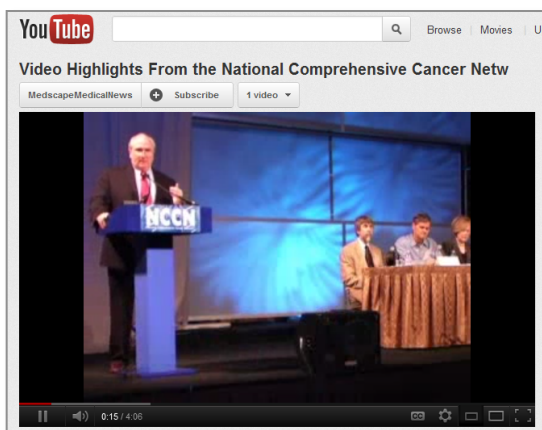 YouTube
Browse Movies U
Video Highlights From the National Comprehensive Cancer Netw
MedscapeMedicalNews Subscribe 1 video
NCCN
0:15 / 4:06
CC